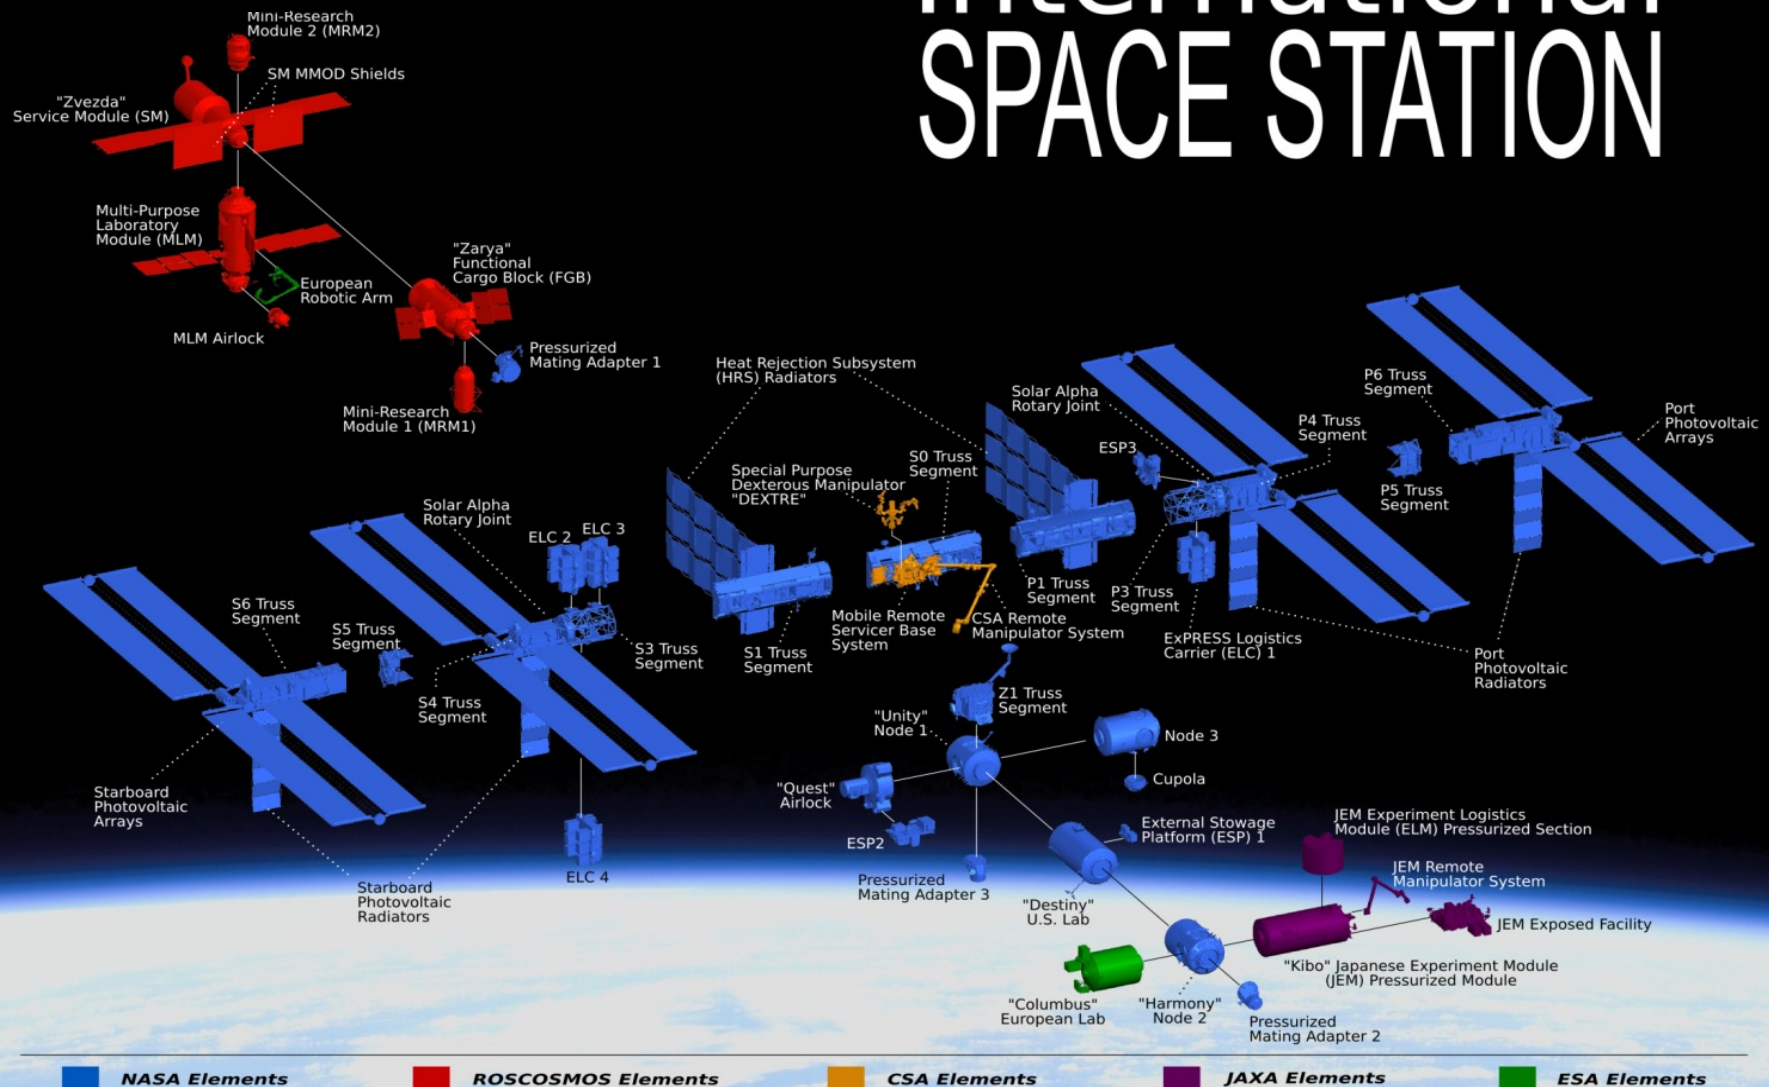 International
SPACE STATION
Mini-Research
Module 2 (MRM2)
SM MMOD Shields
"Zvezda"
Service Module (SM)
Multi-Purpose
Laboratory
Module (MLM)
European
Robotic Arm
MLM Airlock
"Zarya"
Functional
Cargo Block (FGB)
Pressurized
Mating Adapter 1
Mini-Research
Module 1 (MRM1)
Heat Rejection Subsystem
(HRS) Radiators
Solar Alpha
Rotary Joint
P6 Truss
Segment
Port
Photovoltaic
Arrays
P4 Truss
Segment
ESP3
S0 Truss
Segment
Special Purpose
Dexterous Manipulator
"DEXTRE"
P5 Truss
Segment
Solar Alpha
Rotary Joint
ELC 2
ELC 3
S6 Truss
Segment
S5 Truss
Segment
S4 Truss
Segment
S3 Truss
Segment
S1 Truss
Segment
Mobile Remote
Servicer Base
System
CSA Remote
Manipulator System
P1 Truss
Segment
P3 Truss
Segment
ExPRESS Logistics
Carrier (ELC) 1
Port
Photovoltaic
Radiators
Z1 Truss
Segment
"Unity"
Node 1
Node 3
Cupola
"Quest"
Airlock
ESP2
External Stowage
Platform (ESP) 1
Pressurized
Mating Adapter 3
"Destiny"
U.S. Lab
Starboard
Photovoltaic
Arrays
ELC 4
Starboard
Photovoltaic
Radiators
JEM Experiment Logistics
Module (ELM) Pressurized Section
JEM Remote
Manipulator System
JEM Exposed Facility
"Kibo" Japanese Experiment Module
(JEM) Pressurized Module
"Columbus"
European Lab
"Harmony"
Node 2
Pressurized
Mating Adapter 2
NASA Elements
ROSCOSMOS Elements
CSA Elements
JAXA Elements
ESA Elements